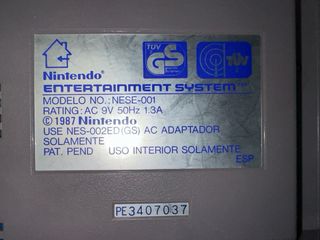 TÜV
GS
TÜV
Nintendo
ENTERTAINMENT SYSTEM™
MODELO NO.: NESE-001
RATING: AC 9V 50Hz 1.3A
©1987 Nintendo
USE NES-002ED(GS) AC ADAPTADOR
SOLAMENTE
PAT. PEND USO INTERIOR SOLAMENTE
ESP
PE3407037